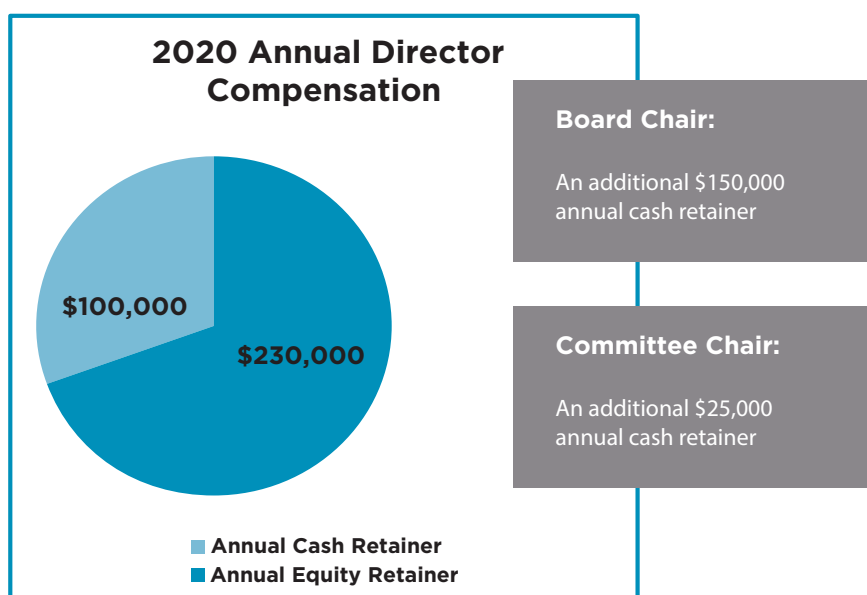 2020 Annual Director
Compensation
$100,000
$230,000
Annual Cash Retainer
Annual Equity Retainer
Board Chair:
An additional $150,000
annual cash retainer
Committee Chair:
An additional $25,000
annual cash retainer